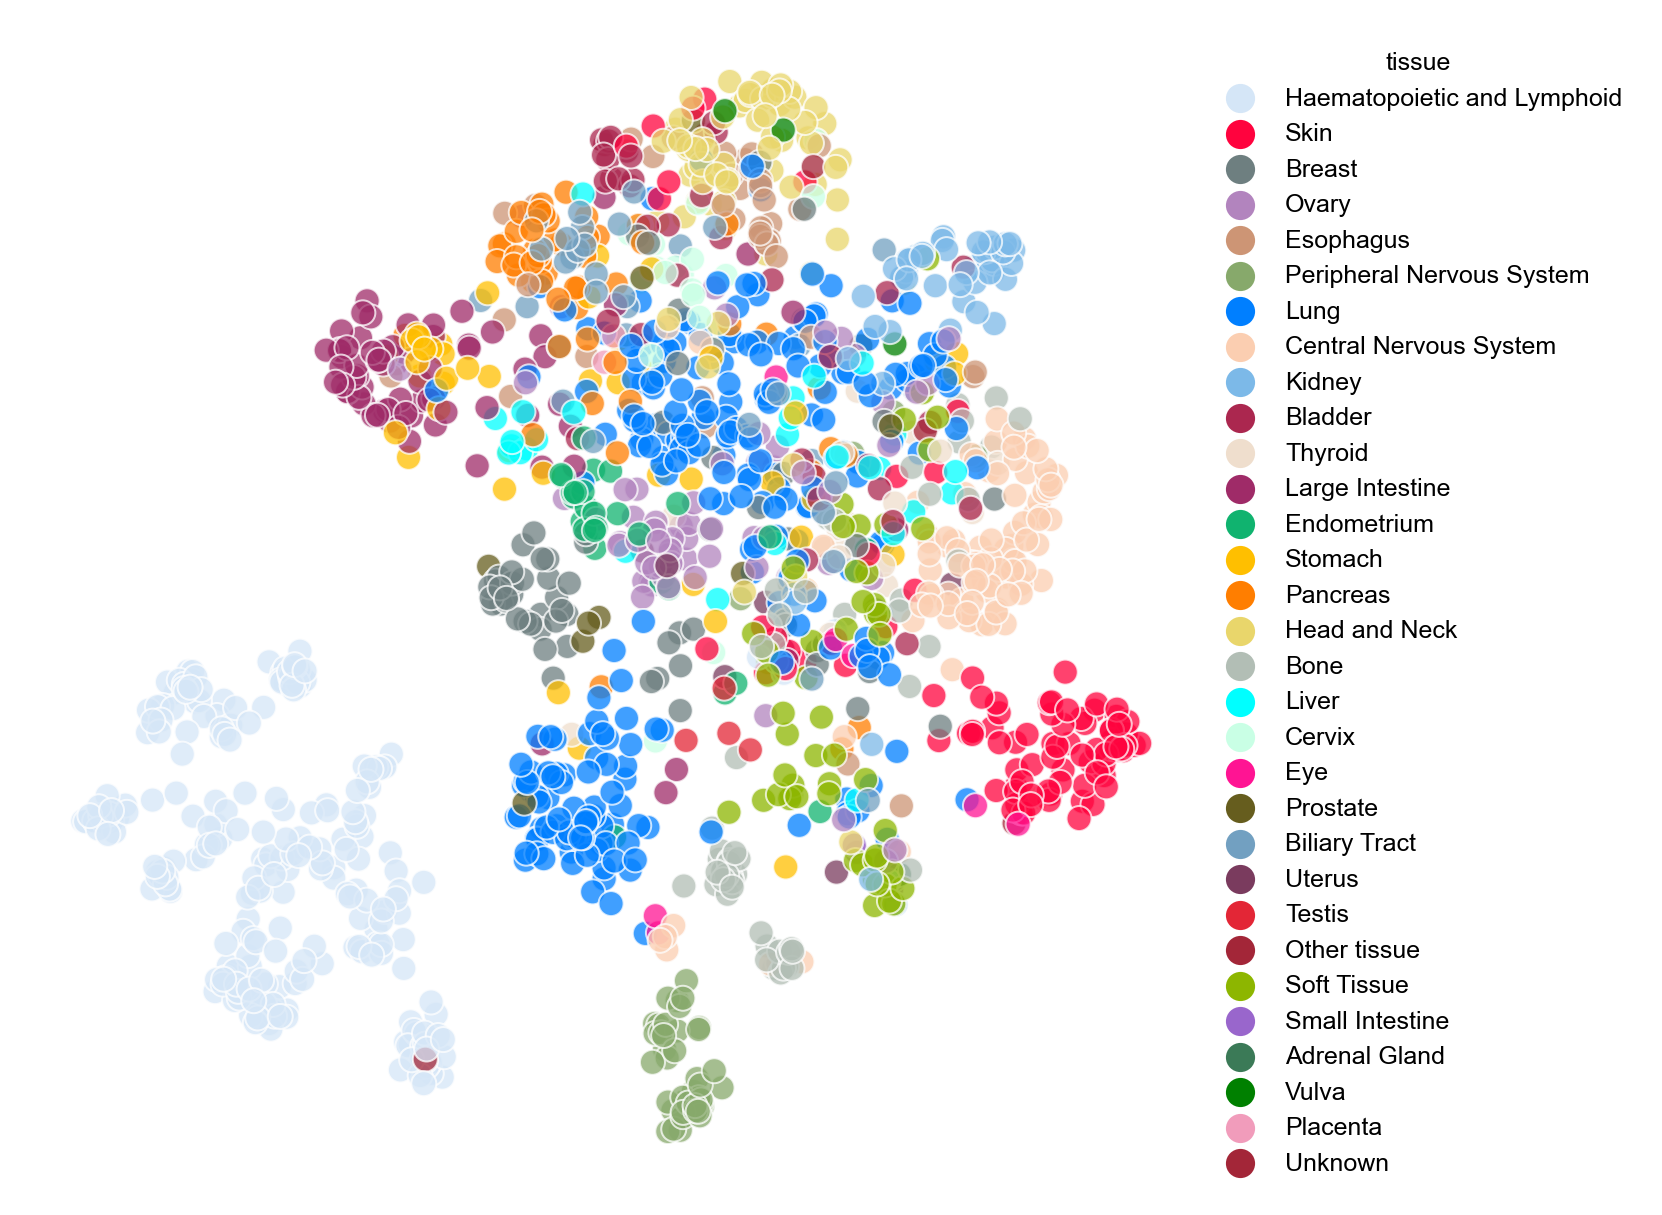 tissue
Haematopoietic and Lymphoid
Skin
Breast
Ovary
Esophagus
Peripheral Nervous System
Lung
Central Nervous System
Kidney
Bladder
Thyroid
Large Intestine
Endometrium
Stomach
Pancreas
Head and Neck
Bone
Liver
Cervix
Eye
Prostate
Biliary Tract
Uterus
Testis
Other tissue
Soft Tissue
Small Intestine
Adrenal Gland
Vulva
Placenta
Unknown